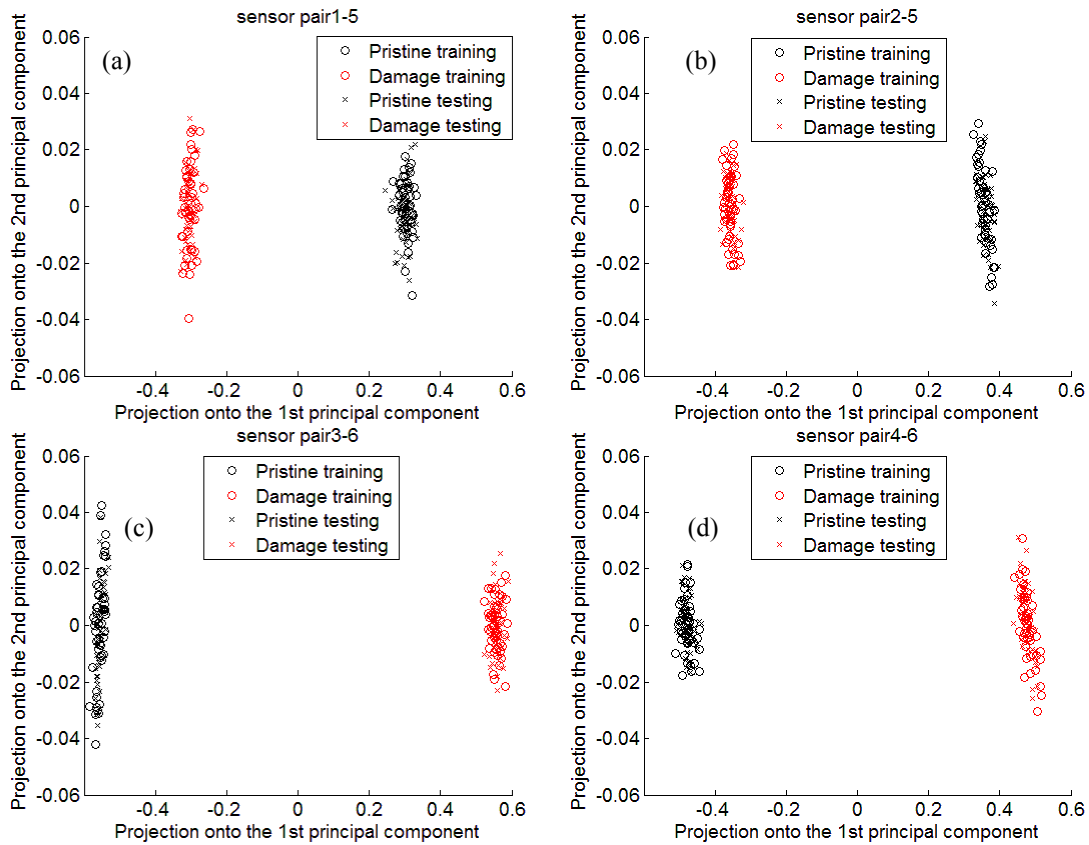 sensor pair1-5
(a)
Pristine training
Damage training
Pristine testing
Damage testing
0.06
0.04
0.02
0
-0.02
-0.04
-0.06
-0.4
-0.2
0
0.2
0.4
0.6
Projection onto the 1st principal component
Projection onto the 2nd principal component
sensor pair2-5
(b)
Pristine training
Damage training
Pristine testing
Damage testing
0.06
0.04
0.02
0
-0.02
-0.04
-0.06
-0.4
-0.2
0
0.2
0.4
0.6
Projection onto the 1st principal component
Projection onto the 2nd principal component
sensor pair3-6
(c)
Pristine training
Damage training
Pristine testing
Damage testing
0.06
0.04
0.02
0
-0.02
-0.04
-0.06
-0.4
-0.2
0
0.2
0.4
0.6
Projection onto the 1st principal component
Projection onto the 2nd principal component
sensor pair4-6
(d)
Pristine training
Damage training
Pristine testing
Damage testing
0.06
0.04
0.02
0
-0.02
-0.04
-0.06
-0.4
-0.2
0
0.2
0.4
0.6
Projection onto the 1st principal component
Projection onto the 2nd principal component